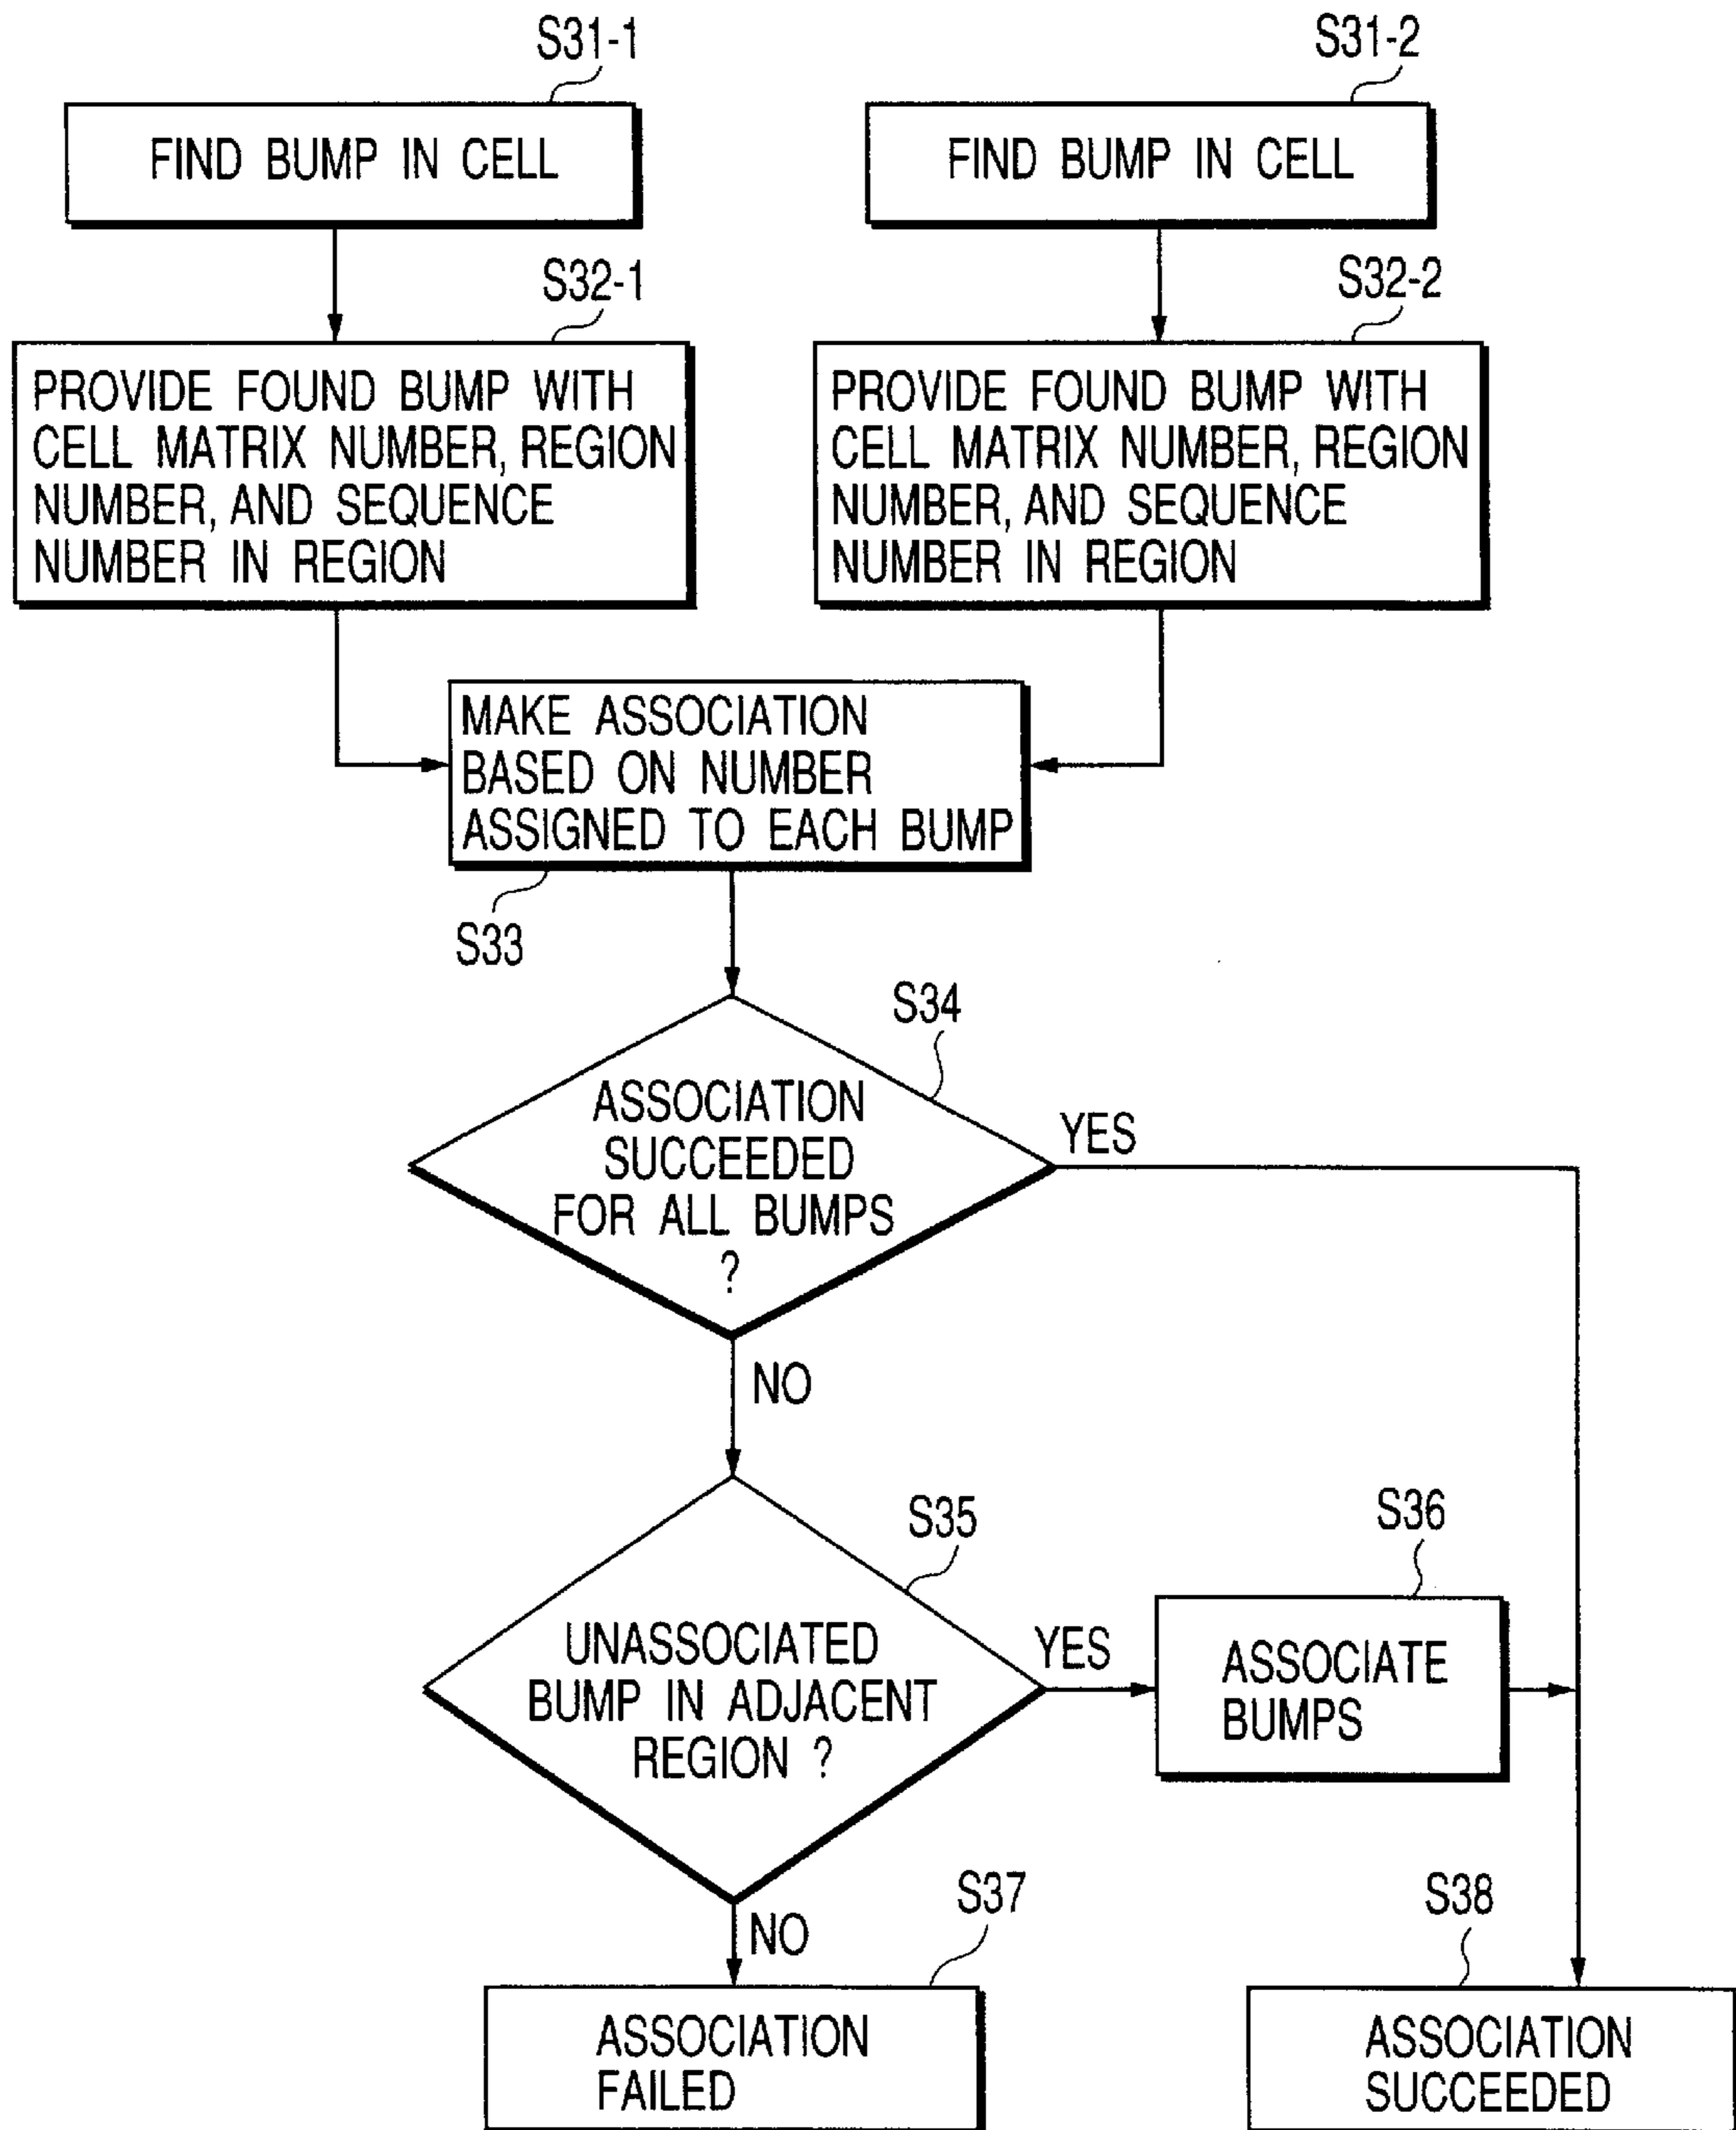 S31-1
FIND BUMP IN CELL
S31-2
FIND BUMP IN CELL
S32-1
PROVIDE FOUND BUMP WITH
CELL MATRIX NUMBER, REGION
NUMBER, AND SEQUENCE
NUMBER IN REGION
S32-2
PROVIDE FOUND BUMP WITH
CELL MATRIX NUMBER, REGION
NUMBER, AND SEQUENCE
NUMBER IN REGION
MAKE ASSOCIATION
BASED ON NUMBER
ASSIGNED TO EACH BUMP
S33
S34
ASSOCIATION
SUCCEEDED
FOR ALL BUMPS
?
YES
NO
S35
UNASSOCIATED
BUMP IN ADJACENT
REGION ?
YES
S36
ASSOCIATE
BUMPS
NO
S37
ASSOCIATION
FAILED
S38
ASSOCIATION
SUCCEEDED